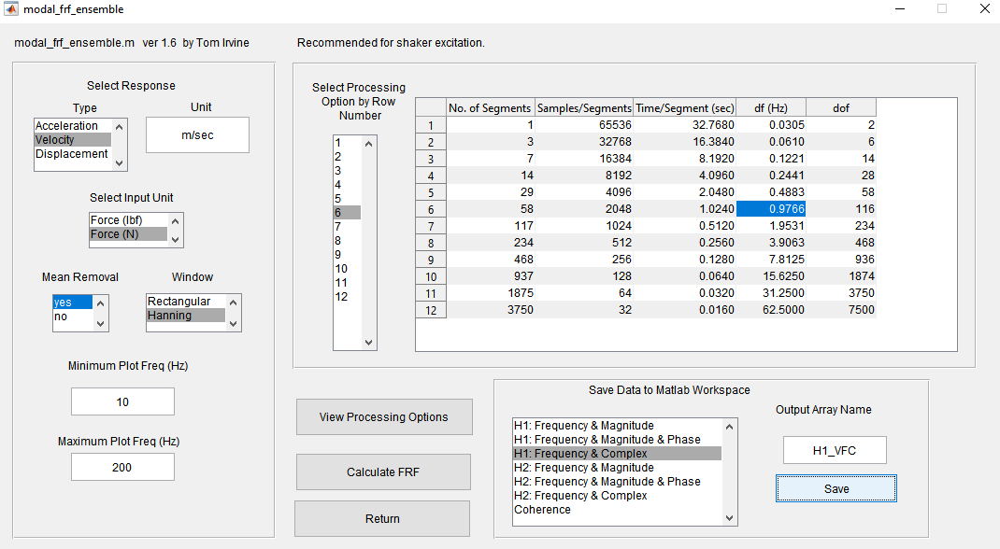 modal_frf_ensemble
modal_frf_ensemble.m ver 1.6 by Tom Irvine
Recommended for shaker excitation.
Select Response
Type
Unit
Acceleration
Velocity
Displacement
m/sec
Select Input Unit
Force (lbf)
Force (N)
Mean Removal
Window
yes
no
Rectangular
Hanning
Minimum Plot Freq (Hz)
10
Maximum Plot Freq (Hz)
200
Select Processing
Option by Row
Number
1
2
3
4
5
6
7
8
9
10
11
12
No. of Segments Samples/Segments Time/Segment (sec) df (Hz) dof
1 1 65536 32.7680 0.0305 2
2 3 32768 16.3840 0.0610 6
3 7 16384 8.1920 0.1221 14
4 14 8192 4.0960 0.2441 28
5 29 4096 2.0480 0.4883 58
6 58 2048 1.0240 0.9766 116
7 117 1024 0.5120 1.9531 234
8 234 512 0.2560 3.9063 468
9 468 256 0.1280 7.8125 936
10 937 128 0.0640 15.6250 1874
11 1875 64 0.0320 31.2500 3750
12 3750 32 0.0160 62.5000 7500
View Processing Options
Calculate FRF
Return
Save Data to Matlab Workspace
H1: Frequency & Magnitude
H1: Frequency & Magnitude & Phase
H1: Frequency & Complex
H2: Frequency & Magnitude
H2: Frequency & Magnitude & Phase
H2: Frequency & Complex
Coherence
Output Array Name
H1_VFC
Save